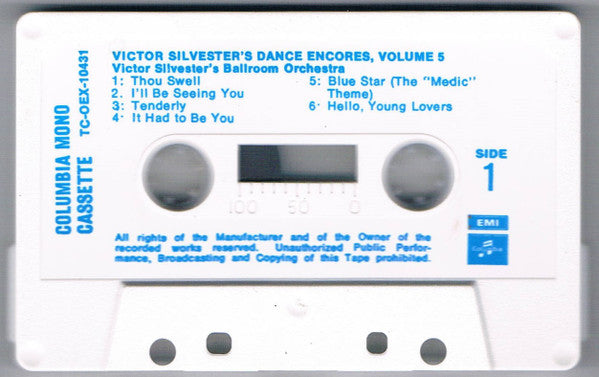 VICTOR SILVESTER'S DANCE ENCORES, VOLUME 5
Victor Silvester's Ballroom Orchestra
1: Thou Swell
2. I'll Be Seeing You
3: Tenderly
4· It Had to Be You
5: Blue Star (The "Medic"
Theme)
6· Hello, Young Lovers
COLUMBIA MONO
CASSETTE TC-OEX-10431
SIDE
1
100 50 0
EMI
Columbia
All rights of the Manufacturer and of the Owner of the
recorded works reserved. Unauthorized Public Perfor-
mance, Broadcasting and Copying of this Tape prohibited.